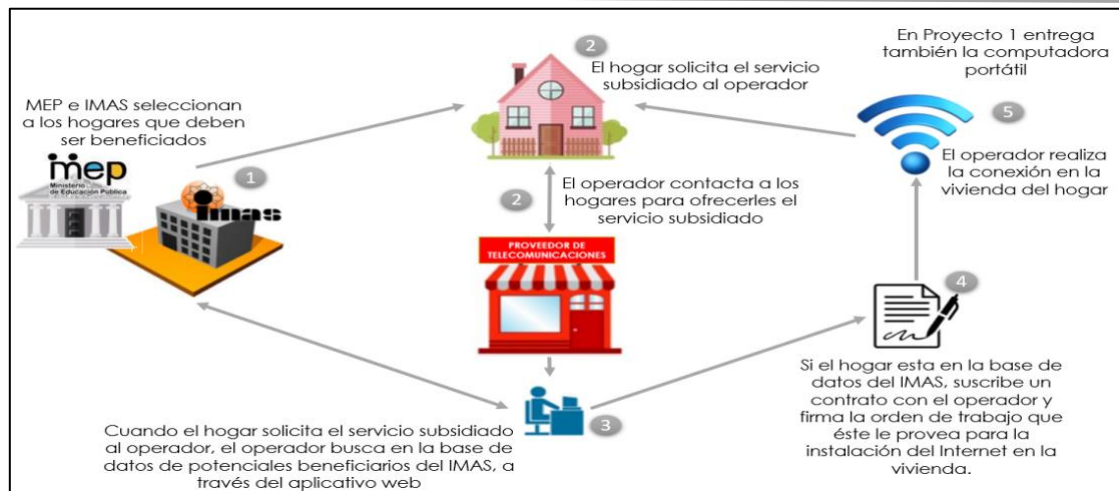 MEP e IMAS seleccionan
a los hogares que deben
ser beneficiados
mep
Ministerio
de Educación Pública
imas
1
2
El hogar solicita el servicio
subsidiado al operador
2
El operador contacta a los
hogares para ofrecerles el
servicio subsidiado
PROVEEDOR DE
TELECOMUNICACIONES
3
Cuando el hogar solicita el servicio subsidiado
al operador, el operador busca en la base de
datos de potenciales beneficiarios del IMAS, a
través del aplicativo web
4
Si el hogar esta en la base de
datos del IMAS, suscribe un
contrato con el operador y
firma la orden de trabajo que
éste le provea para la
instalación del Internet en la
vivienda.
En Proyecto 1 entrega
también la computadora
portátil
5
El operador realiza
la conexión en la
vivienda del hogar